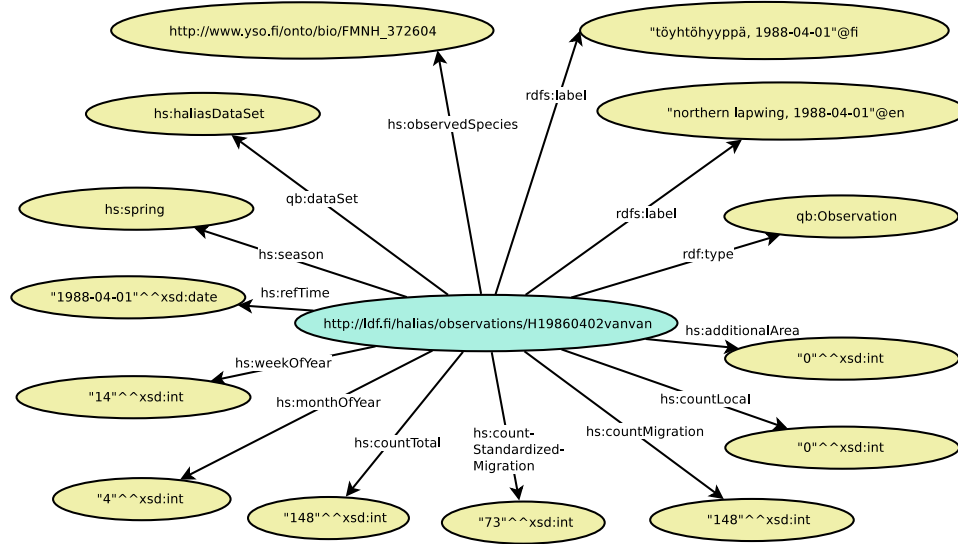 http://www.yso.fi/onto/bio/FMNH_372604
"töyhtöhyyppä, 1988-04-01"@fi
rdfs:label
hs:haliasDataSet
hs:observedSpecies
"northern lapwing, 1988-04-01"@en
qb:dataSet
hs:spring
rdfs:label
qb:Observation
hs:season
rdf:type
"1988-04-01"^^xsd:date
hs:refTime
http://ldf.fi/halias/observations/H19860402vanvan
hs:additionalArea
hs:weekOfYear
"0"^^xsd:int
"14"^^xsd:int
hs:monthOfYear
hs:countLocal
hs:countTotal
hs:count-
Standardized-
Migration
hs:countMigration
"0"^^xsd:int
"4"^^xsd:int
"148"^^xsd:int
"73"^^xsd:int
"148"^^xsd:int